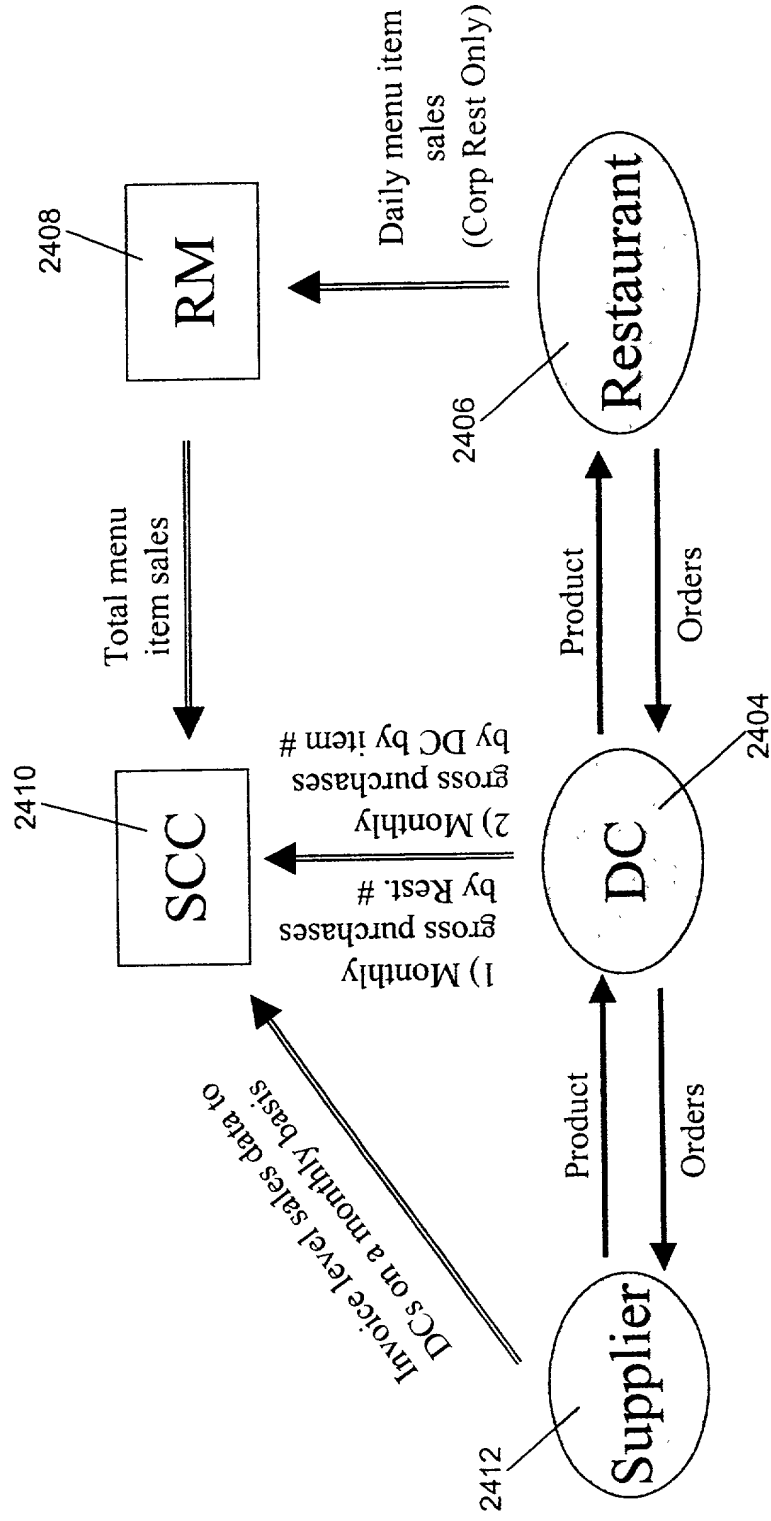 2410
SCC
Total menu
item sales
2408
RM
Invoice level sales data to
DCs on a monthly basis
1) Monthly
gross purchases
by Rest. #
2) Monthly
gross purchases
by DC by item #
Daily menu item
sales
(Corp Rest Only)
2412
Supplier
Product
Orders
DC
2404
Product
Orders
2406
Restaurant